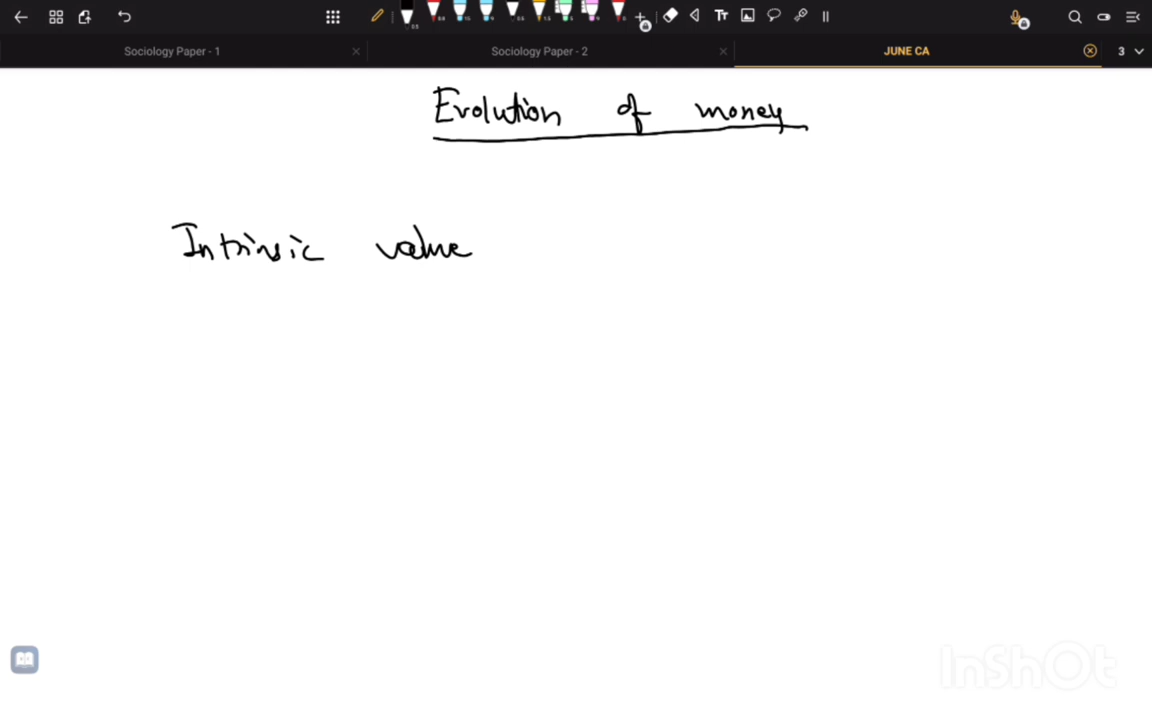 Sociology Paper - 1
Sociology Paper - 2
JUNE CA
3
Evolution of money
Intrinsic value
InShOt